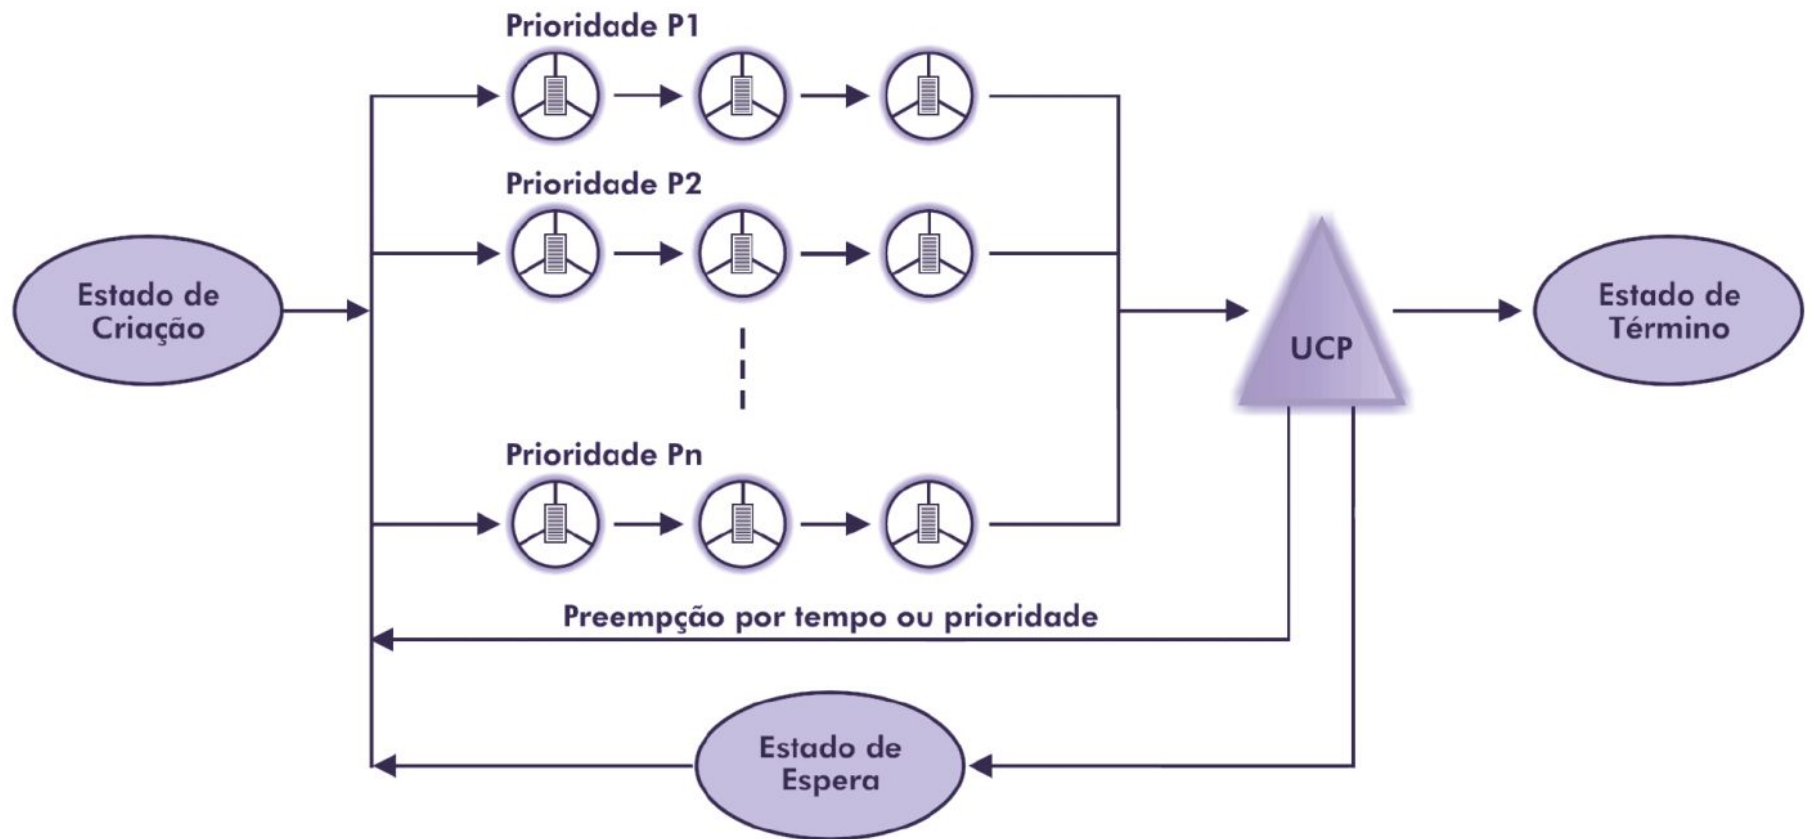 Prioridade P1
Prioridade P2
Estado de
Criação
UCP
Estado de
Término
Prioridade Pn
Preempção por tempo ou prioridade
Estado de
Espera